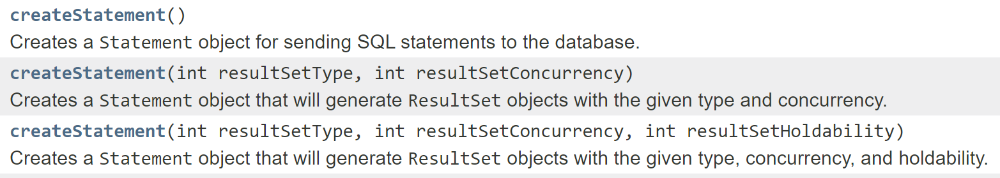 createStatement()
Creates a Statement object for sending SQL statements to the database.
createStatement(int resultSetType, int resultSetConcurrency)
Creates a Statement object that will generate ResultSet objects with the given type and concurrency.
createStatement(int resultSetType, int resultSetConcurrency, int resultSetHoldability)
Creates a Statement object that will generate ResultSet objects with the given type, concurrency, and holdability.